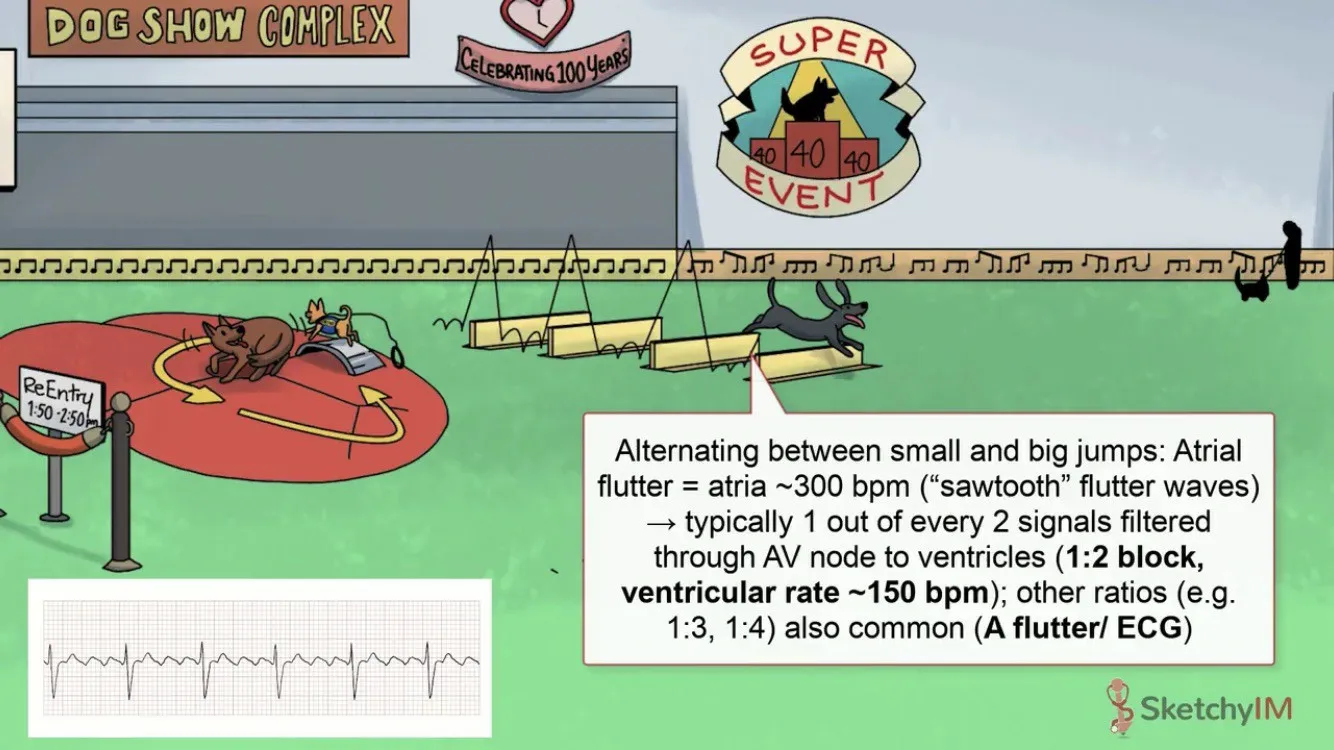 DOG SHOW COMPLEX
CELEBRATING 100 YEARS
SUPER
40 40 40
EVENT
ReEntry
1:50-2:50pm
Alternating between small and big jumps: Atrial
flutter = atria ~300 bpm (“sawtooth” flutter waves)
→ typically 1 out of every 2 signals filtered
through AV node to ventricles (1:2 block,
ventricular rate ~150 bpm); other ratios (e.g.
1:3, 1:4) also common (A flutter/ ECG)
SketchyIM